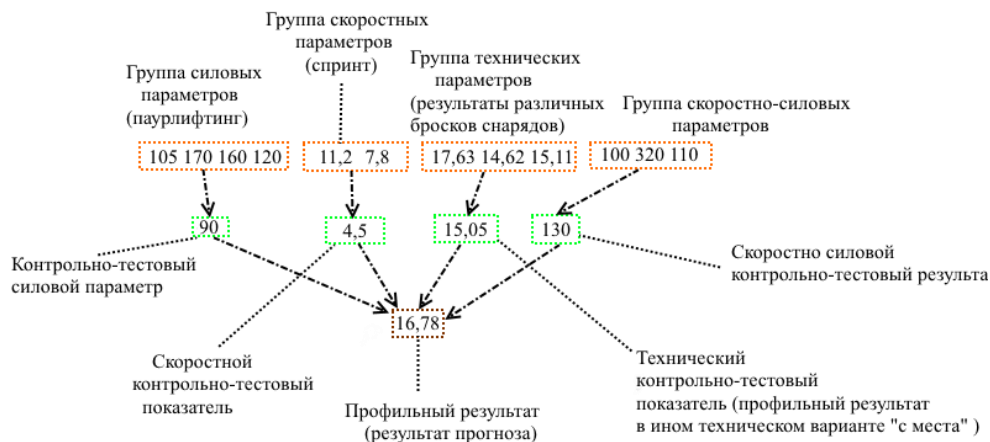 Группа скоростных
параметров
(спринт)
Группа силовых
параметров
(паурлифтинг)
Группа технических
параметров
(результаты различных
бросков снарядов)
Группа скоростно-силовых
параметров
105 170 160 120
11,2 7,8
17,63 14,62 15,11
100 320 110
90
4,5
15,05
130
Контрольно-тестовый
силовой параметр
Скоростно силовой
контрольно-тестовый результа
16,78
Скоростной
контрольно-тестовый
показатель
Профильный результат
(результат прогноза)
Технический
контрольно-тестовый
показатель (профильный результат
в ином техническом варианте "с места" )